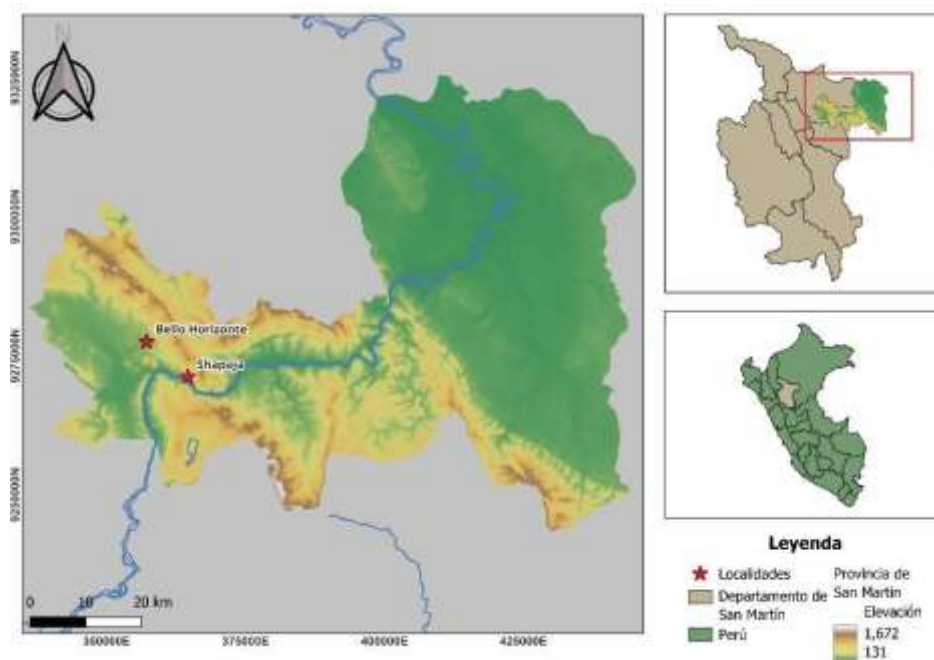 N
9325000N
9300000N
9275000N
9250000N
Bello Horizonte
Shapaja
0 10 20 km
350000E 375000E 400000E 425000E
Leyenda
Localidades
Departamento de
San Martín
Perú
Provincia de
San Martín
Elevación
1,672
131